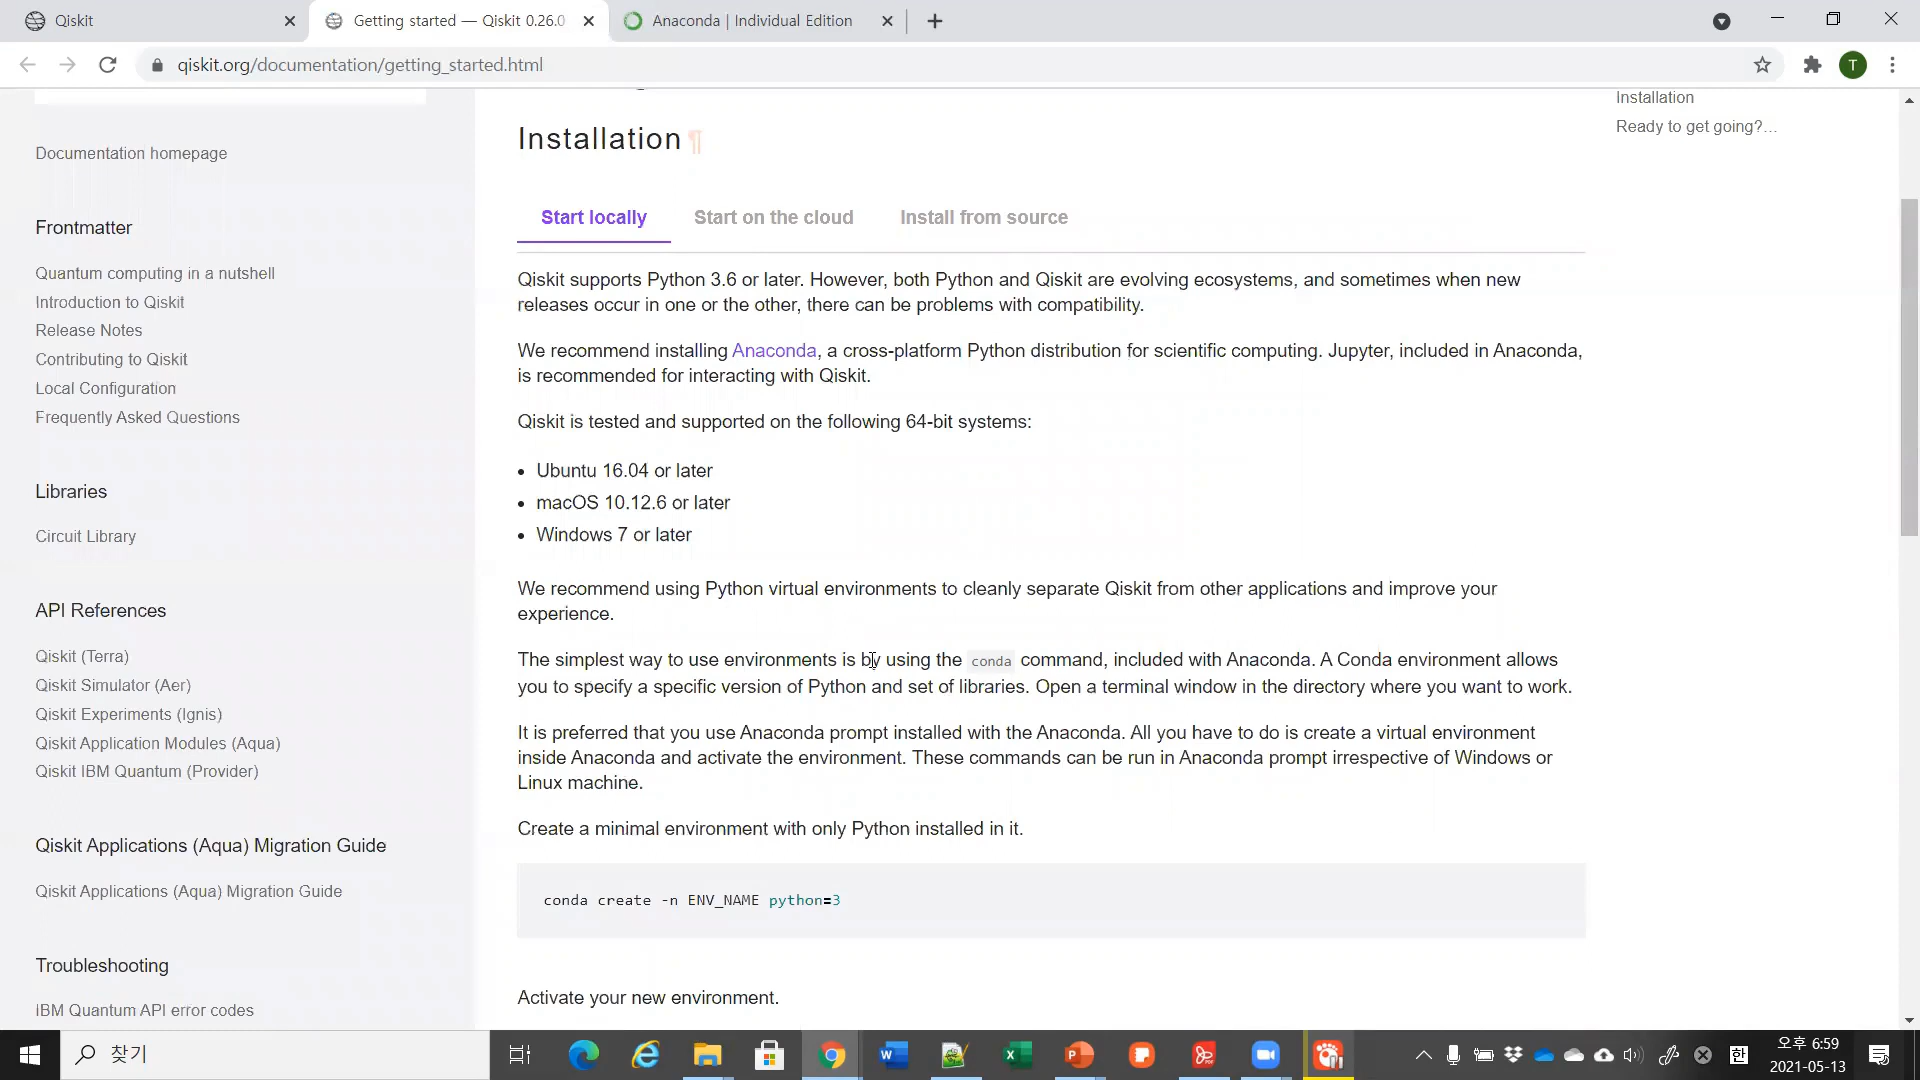 Qiskit
Getting started — Qiskit 0.26.0
Anaconda | Individual Edition
qiskit.org/documentation/getting_started.html
T
Documentation homepage
Frontmatter
Quantum computing in a nutshell
Introduction to Qiskit
Release Notes
Contributing to Qiskit
Local Configuration
Frequently Asked Questions
Libraries
Circuit Library
API References
Qiskit (Terra)
Qiskit Simulator (Aer)
Qiskit Experiments (Ignis)
Qiskit Application Modules (Aqua)
Qiskit IBM Quantum (Provider)
Qiskit Applications (Aqua) Migration Guide
Qiskit Applications (Aqua) Migration Guide
Troubleshooting
IBM Quantum API error codes
Installation ¶
Start locally Start on the cloud Install from source
Qiskit supports Python 3.6 or later. However, both Python and Qiskit are evolving ecosystems, and sometimes when new
releases occur in one or the other, there can be problems with compatibility.
We recommend installing Anaconda, a cross-platform Python distribution for scientific computing. Jupyter, included in Anaconda,
is recommended for interacting with Qiskit.
Qiskit is tested and supported on the following 64-bit systems:
• Ubuntu 16.04 or later
• macOS 10.12.6 or later
• Windows 7 or later
We recommend using Python virtual environments to cleanly separate Qiskit from other applications and improve your
experience.
The simplest way to use environments is by using the conda command, included with Anaconda. A Conda environment allows
you to specify a specific version of Python and set of libraries. Open a terminal window in the directory where you want to work.
It is preferred that you use Anaconda prompt installed with the Anaconda. All you have to do is create a virtual environment
inside Anaconda and activate the environment. These commands can be run in Anaconda prompt irrespective of Windows or
Linux machine.
Create a minimal environment with only Python installed in it.
conda create -n ENV_NAME python=3
Activate your new environment.
Installation
Ready to get going?…
찾기
한
오후 6:59
2021-05-13